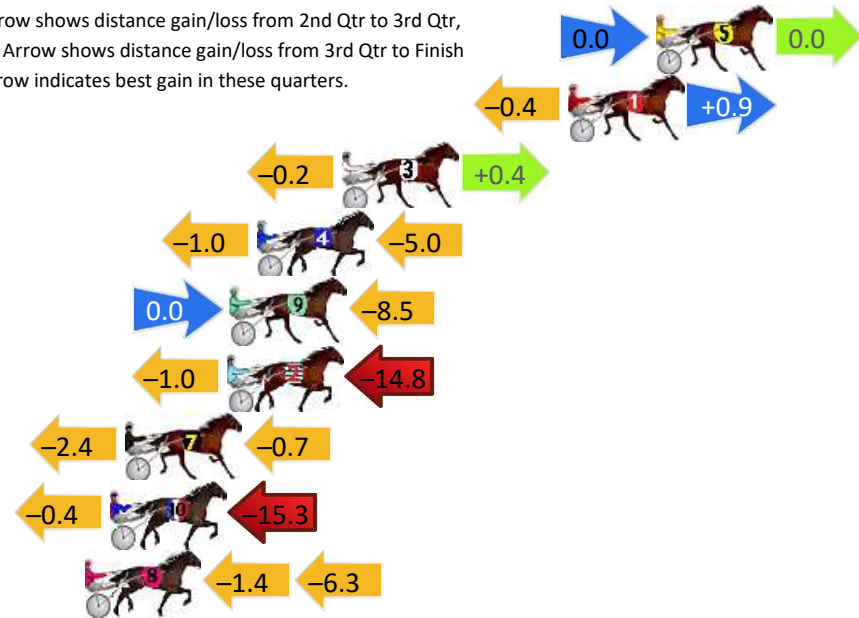 row shows distance gain/loss from 2nd Qtr to 3rd Qtr,
Arrow shows distance gain/loss from 3rd Qtr to Finish
row indicates best gain in these quarters.
0.0 5 0.0
–0.4 1 +0.9
–0.2 3 +0.4
–1.0 4 –5.0
0.0 9 –8.5
–1.0 2 –14.8
–2.4 7 –0.7
–0.4 10 –15.3
8 –1.4 –6.3